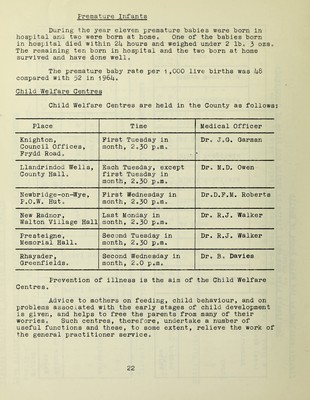 Premature Infants
During the year eleven premature babies were born in
hospital and two were born at home. One of the babies born
in hospital died within 24 hours and weighed under 2 lb. 3 ozs.
The remaining ten born in hospital and the two born at home
survived and have done well.
The premature baby rate per 1,000 live births was 46
compared with 52 in 1964.
Child Welfare Centres
Child Welfare Centres are held in the County as follows:
Place Time Medical Officer
Knighton, First Tuesday in Dr. J.G. Garman
Council Offices, month, 2.30 p.m.
Frydd Road.
Llandrindod Wells, Each Tuesday, except Dr. M.D. Owen
County Hall. first Tuesday in
month, 2.30 p.m.
Newbridge-on-Wye, First Wednesday in Dr.D.F.M. Roberts
P.O.W. Hut. month, 2.30 p.m.
New Radnor, Last Monday in Dr. R.J. Walker
Walton Village Hall month, 2.30 p.m.
Presteigne, Second Tuesday in Dr. R.J. Walker
Memorial Hall. month, 2.30 p.m.
Rhayader, Second Wednesday in Dr. B. Davies
Greenfields. month, 2.0 p.m.
Prevention of illness is the aim of the Child Welfare
Centres.
Advice to mothers on feeding, child behaviour, and on
problems associated with the early stages of child development
is given, and helps to free the parents from many of their
worries. Such centres, therefore, undertake a number of
useful functions and these, to some extent, relieve the work of
the general practitioner service.
22